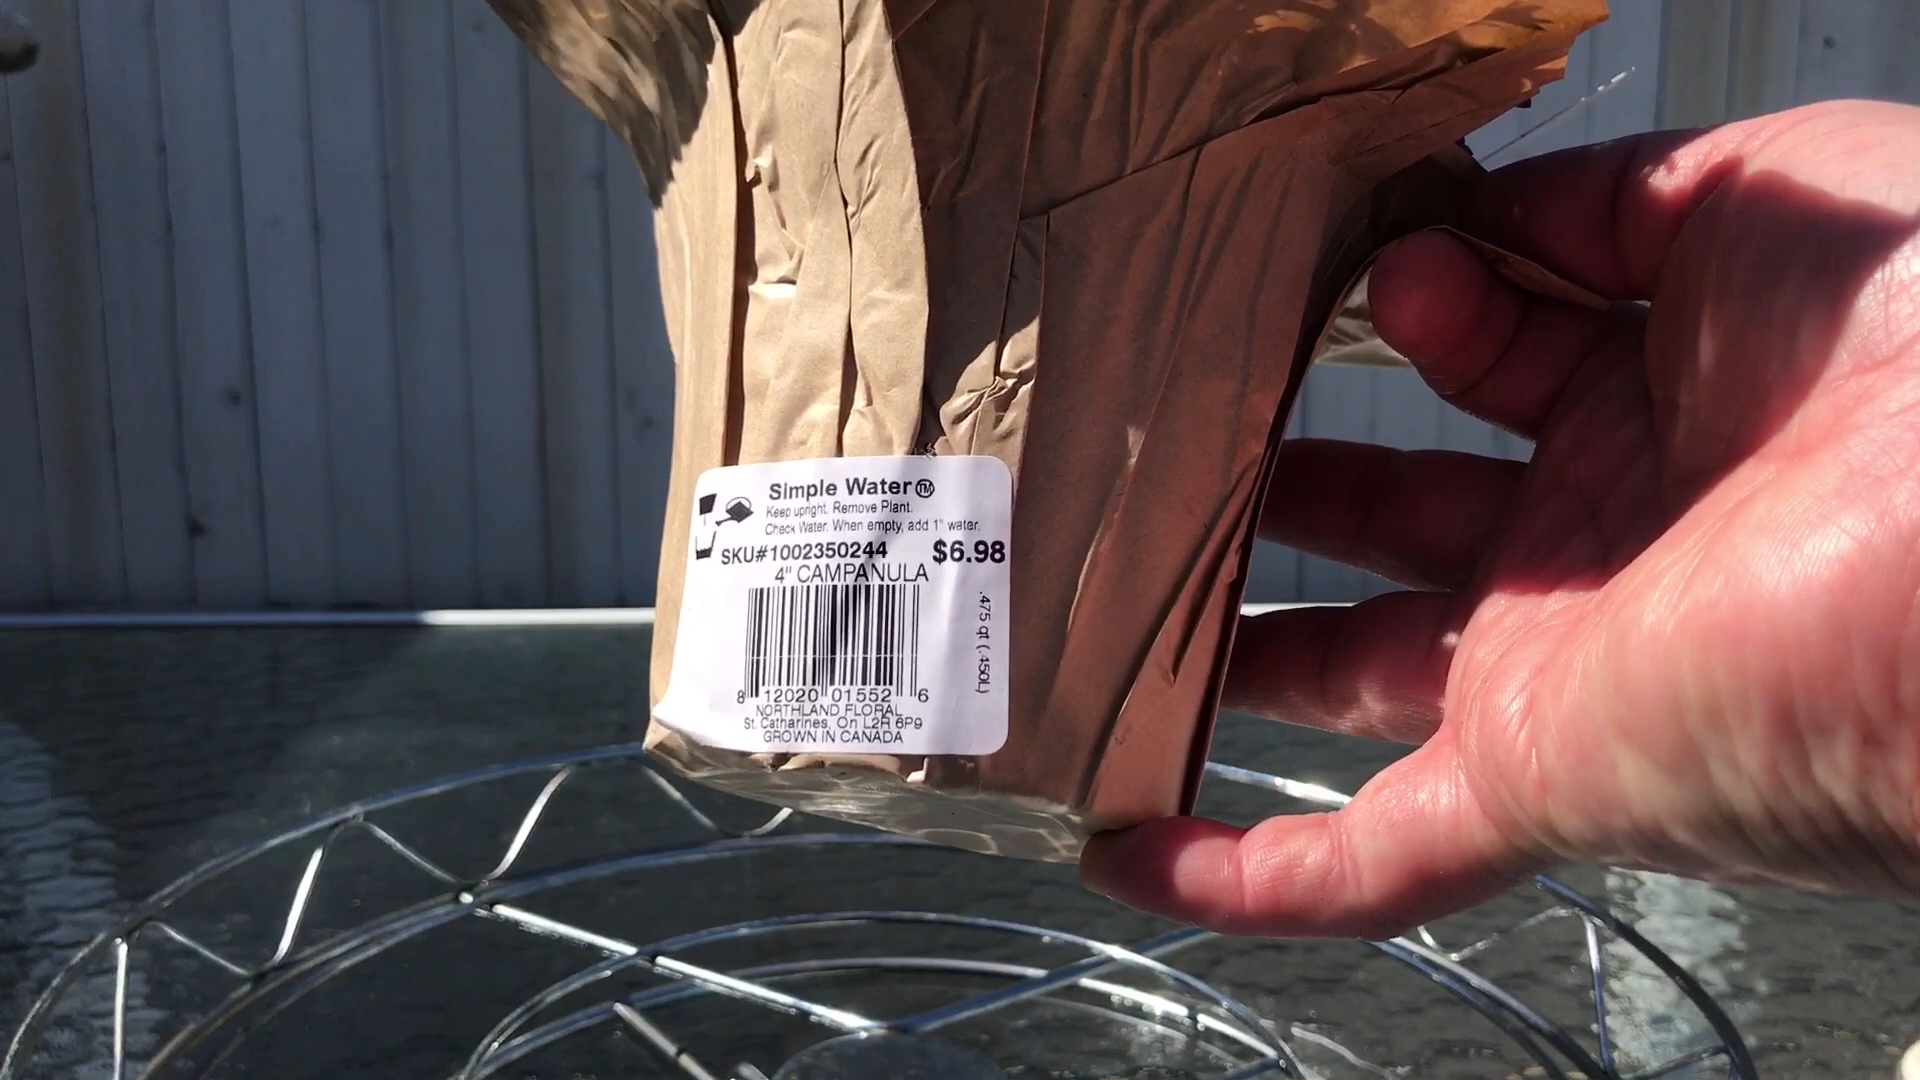 Simple Water™
Keep upright. Remove Plant.
Check Water. When empty, add 1" water.
SKU#1002350244 $6.98
4" CAMPANULA
.475 qt (.450L)
8 12020 01552 6
NORTHLAND FLORAL
St. Catharines, On L2R 6P9
GROWN IN CANADA